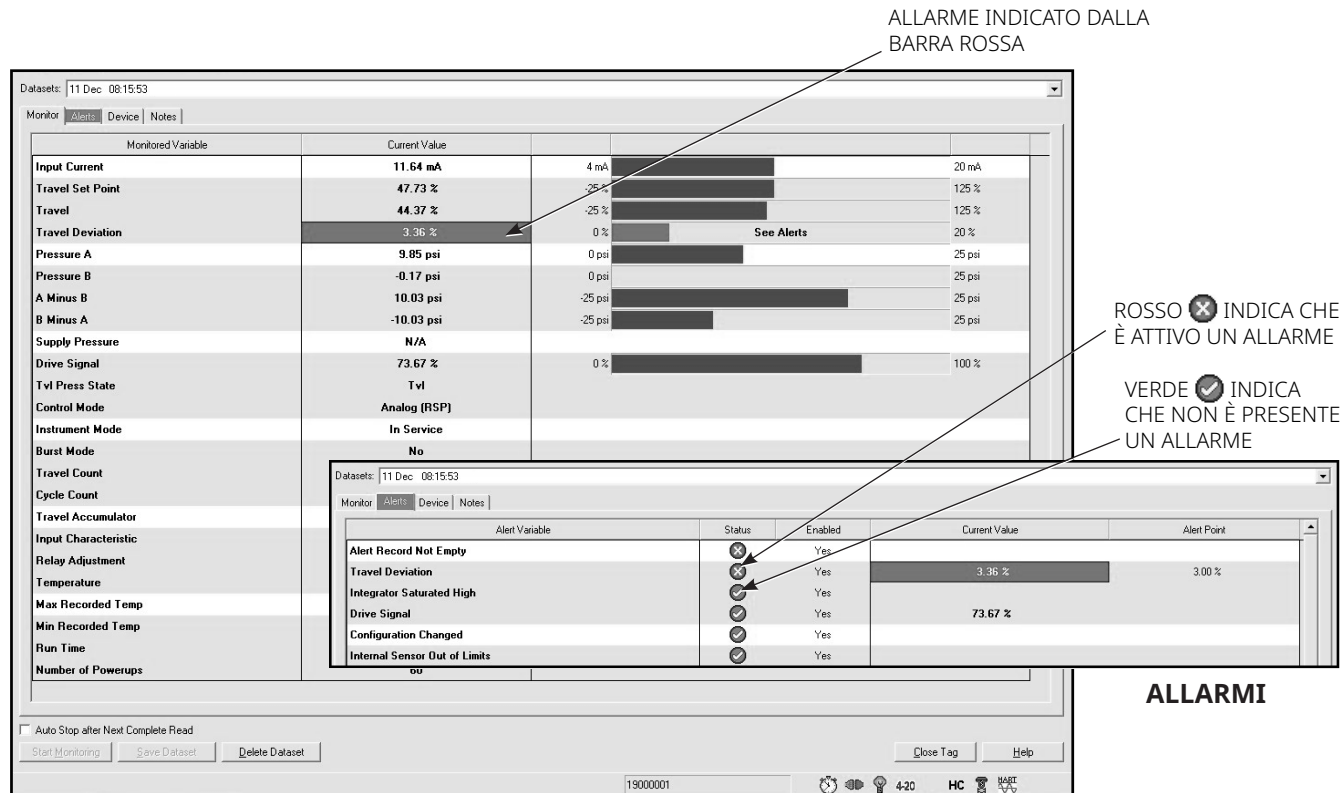 ALLARME INDICATO DALLA
BARRA ROSSA
Datasets: 11 Dec 08:15:53
Monitor Alerts Device Notes
Monitored Variable Current Value
Input Current 11.64 mA 4 mA 20 mA
Travel Set Point 47.73 % -25 % 125 %
Travel 44.37 % -25 % 125 %
Travel Deviation 3.36 % 0 % See Alerts 20 %
Pressure A 9.85 psi 0 psi 25 psi
Pressure B -0.17 psi 0 psi 25 psi
A Minus B 10.03 psi -25 psi 25 psi
B Minus A -10.03 psi -25 psi 25 psi
Supply Pressure N/A
Drive Signal 73.67 % 0 % 100 %
Tvl Press State Tvl
Control Mode Analog (RSP)
Instrument Mode In Service
Burst Mode No
Travel Count
Cycle Count
Travel Accumulator
Input Characteristic
Relay Adjustment
Temperature
Max Recorded Temp
Min Recorded Temp
Run Time
Number of Powerups 60
ROSSO INDICA CHE
È ATTIVO UN ALLARME
VERDE INDICA
CHE NON È PRESENTE
UN ALLARME
Datasets: 11 Dec 08:15:53
Monitor Alerts Device Notes
Alert Variable Status Enabled Current Value Alert Point
Alert Record Not Empty Yes
Travel Deviation Yes 3.36 % 3.00 %
Integrator Saturated High Yes
Drive Signal Yes 73.67 %
Configuration Changed Yes
Internal Sensor Out of Limits Yes
ALLARMI
Auto Stop after Next Complete Read
Start Monitoring Save Dataset Delete Dataset Close Tag Help
19000001 4-20 HC HART